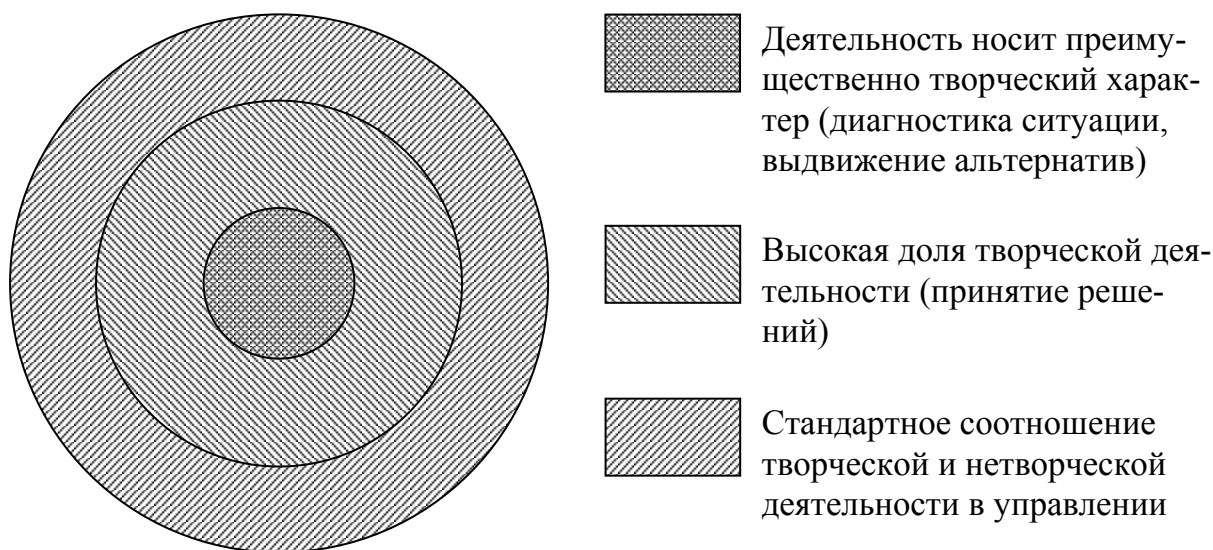 Деятельность носит преиму-
щественно творческий харак-
тер (диагностика ситуации,
выдвижение альтернатив)
Высокая доля творческой дея-
тельности (принятие реше-
ний)
Стандартное соотношение
творческой и нетворческой
деятельности в управлении